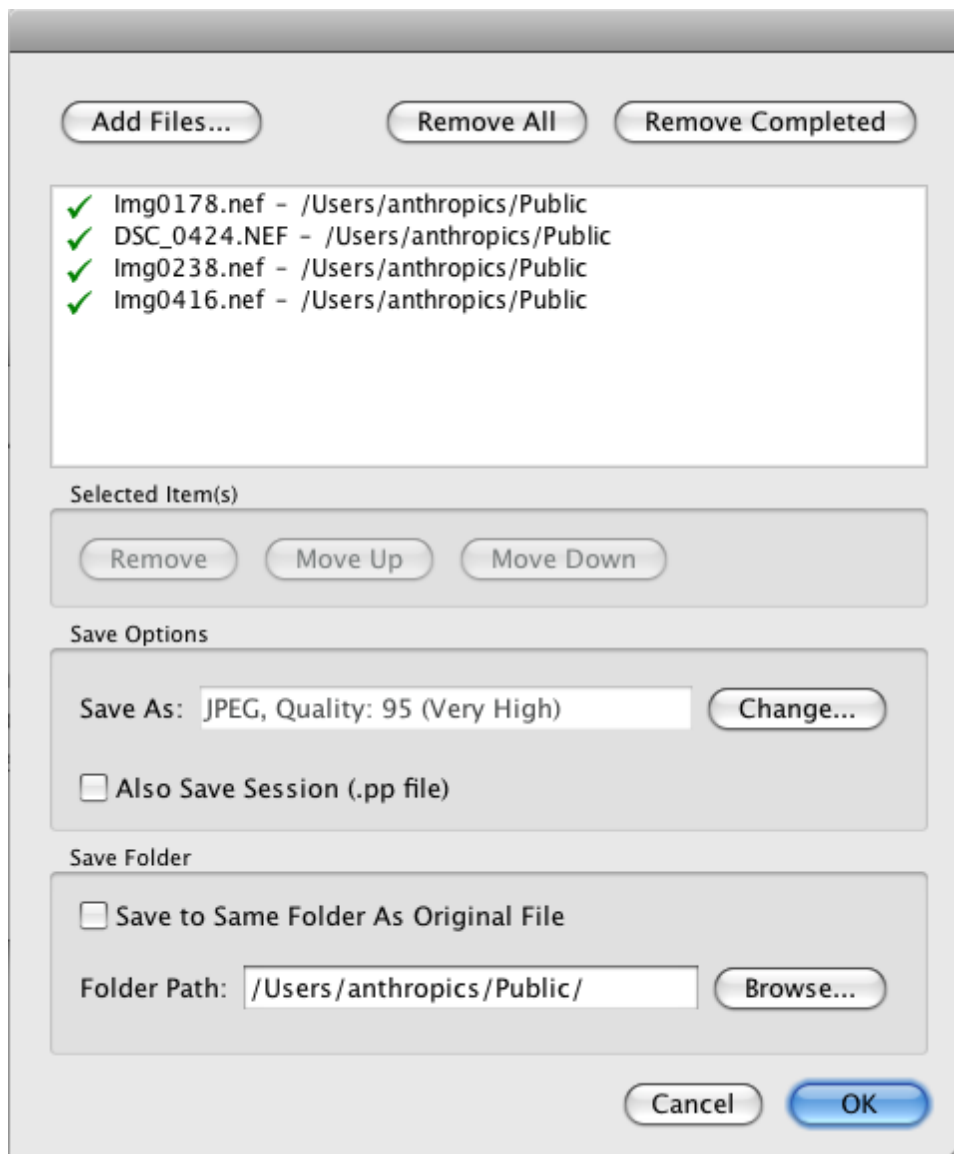 Add Files... Remove All Remove Completed
Img0178.nef – /Users/anthropics/Public
DSC_0424.NEF – /Users/anthropics/Public
Img0238.nef – /Users/anthropics/Public
Img0416.nef – /Users/anthropics/Public
Selected Item(s)
Remove Move Up Move Down
Save Options
Save As: JPEG, Quality: 95 (Very High) Change...
Also Save Session (.pp file)
Save Folder
Save to Same Folder As Original File
Folder Path: /Users/anthropics/Public/ Browse...
Cancel OK